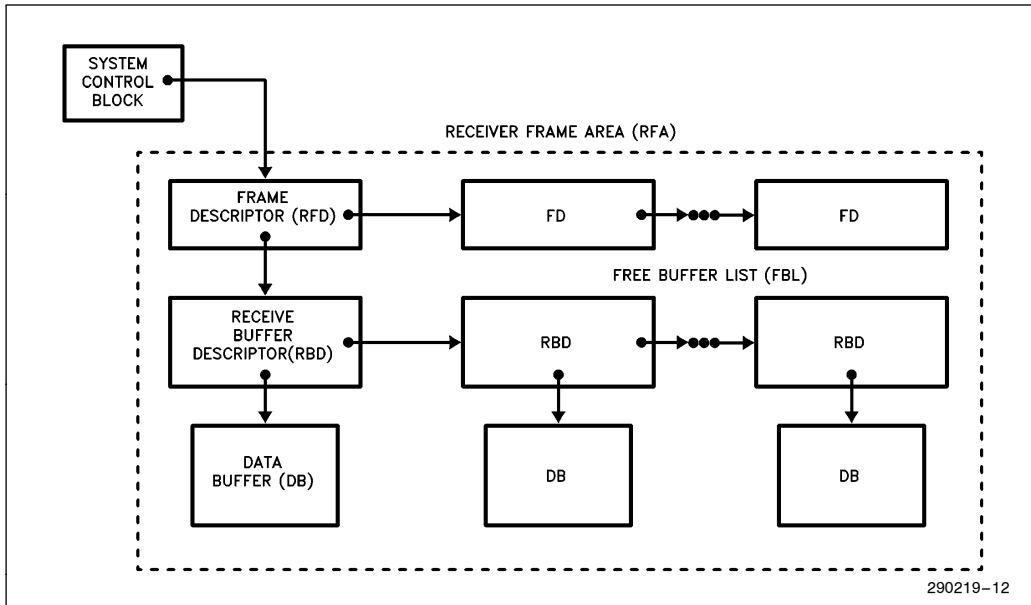 SYSTEM
CONTROL
BLOCK
RECEIVER FRAME AREA (RFA)
FRAME
DESCRIPTOR (RFD)
FD
FD
FREE BUFFER LIST (FBL)
RECEIVE
BUFFER
DESCRIPTOR(RBD)
RBD
RBD
DATA
BUFFER (DB)
DB
DB
290219–12